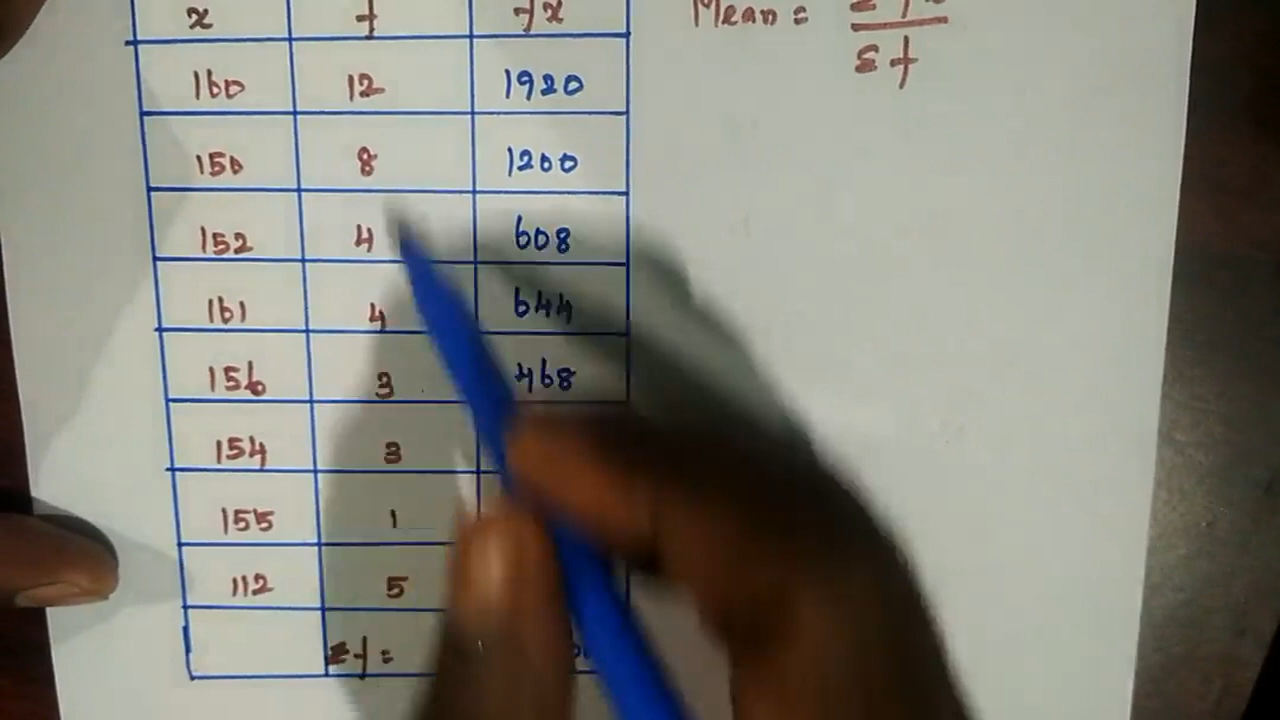 x f fx
Mean =
Σf
160 12 1920
150 8 1200
152 4 608
161 4 644
156 3 468
154 3
155 1
112 5
Σf =